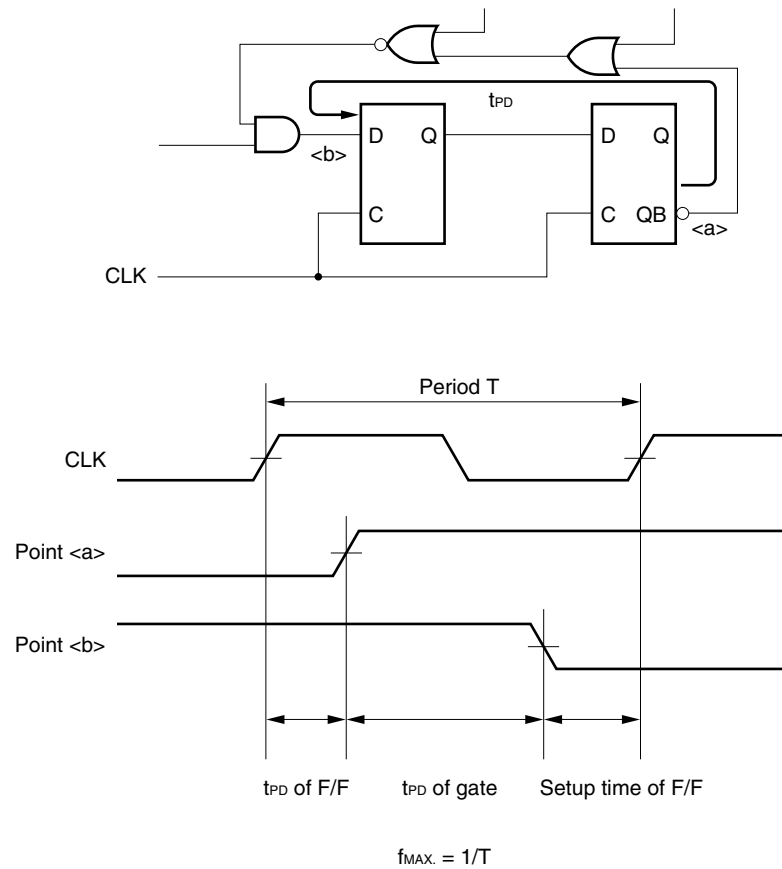 tPD
<b>
D Q
C
D Q
C QB
<a>
CLK
Period T
CLK
Point <a>
Point <b>
tPD of F/F
tPD of gate
Setup time of F/F
fMAX. = 1/T